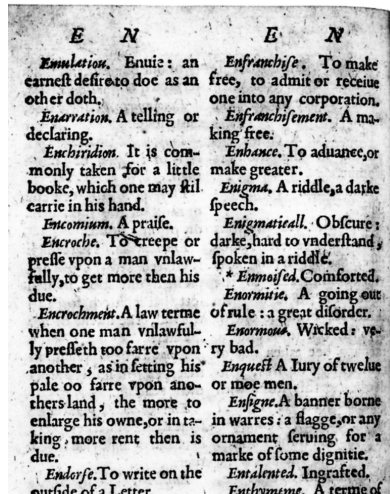 E N
Emulation. Enuie: an
earnest desire to doe as an
other doth.
Enarration. A telling or
declaring.
Enchiridion. It is com-
monly taken for a little
booke, which one may stil
carrie in his hand.
Encomium. A praise.
Encroche. To creepe or
presse vpon a man vnlaw-
fully, to get more then his
due.
Encrochment. A law terme
when one man vnlawful-
ly presseth too farre vpon
another, as in setting his
pale oo farre vpon ano-
thers land, the more to
enlarge his owne, or in ta-
king more rent then is
due.
Endorse. To write on the
outside of a Letter
E N
Enfranchise. To make
free, to admit or receiue
one into any corporation.
Enfranchisement. A ma-
king free.
Enhance. To aduance, or
make greater.
Enigma. A riddle, a darke
speech.
Enigmaticall. Obscure:
darke, hard to vnderstand,
spoken in a riddle.
* Enmoised. Comforted.
Enormitie. A going out
of rule: a great disorder.
Enormous. Wicked: ve-
ry bad.
Enquest A Iury of twelue
or moe men.
Ensigne. A banner borne
in warres: a flagge, or any
ornament seruing for a
marke of some dignitie.
Entalented. Ingrafted.
Enthymeme. A terme of